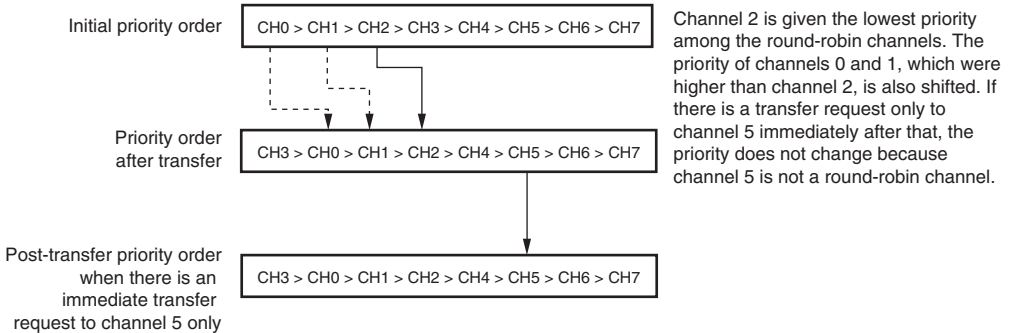 Initial priority order
CH0 > CH1 > CH2 > CH3 > CH4 > CH5 > CH6 > CH7
Channel 2 is given the lowest priority
among the round-robin channels. The
priority of channels 0 and 1, which were
higher than channel 2, is also shifted. If
there is a transfer request only to
channel 5 immediately after that, the
priority does not change because
channel 5 is not a round-robin channel.
Priority order
after transfer
CH3 > CH0 > CH1 > CH2 > CH4 > CH5 > CH6 > CH7
Post-transfer priority order
when there is an
immediate transfer
request to channel 5 only
CH3 > CH0 > CH1 > CH2 > CH4 > CH5 > CH6 > CH7